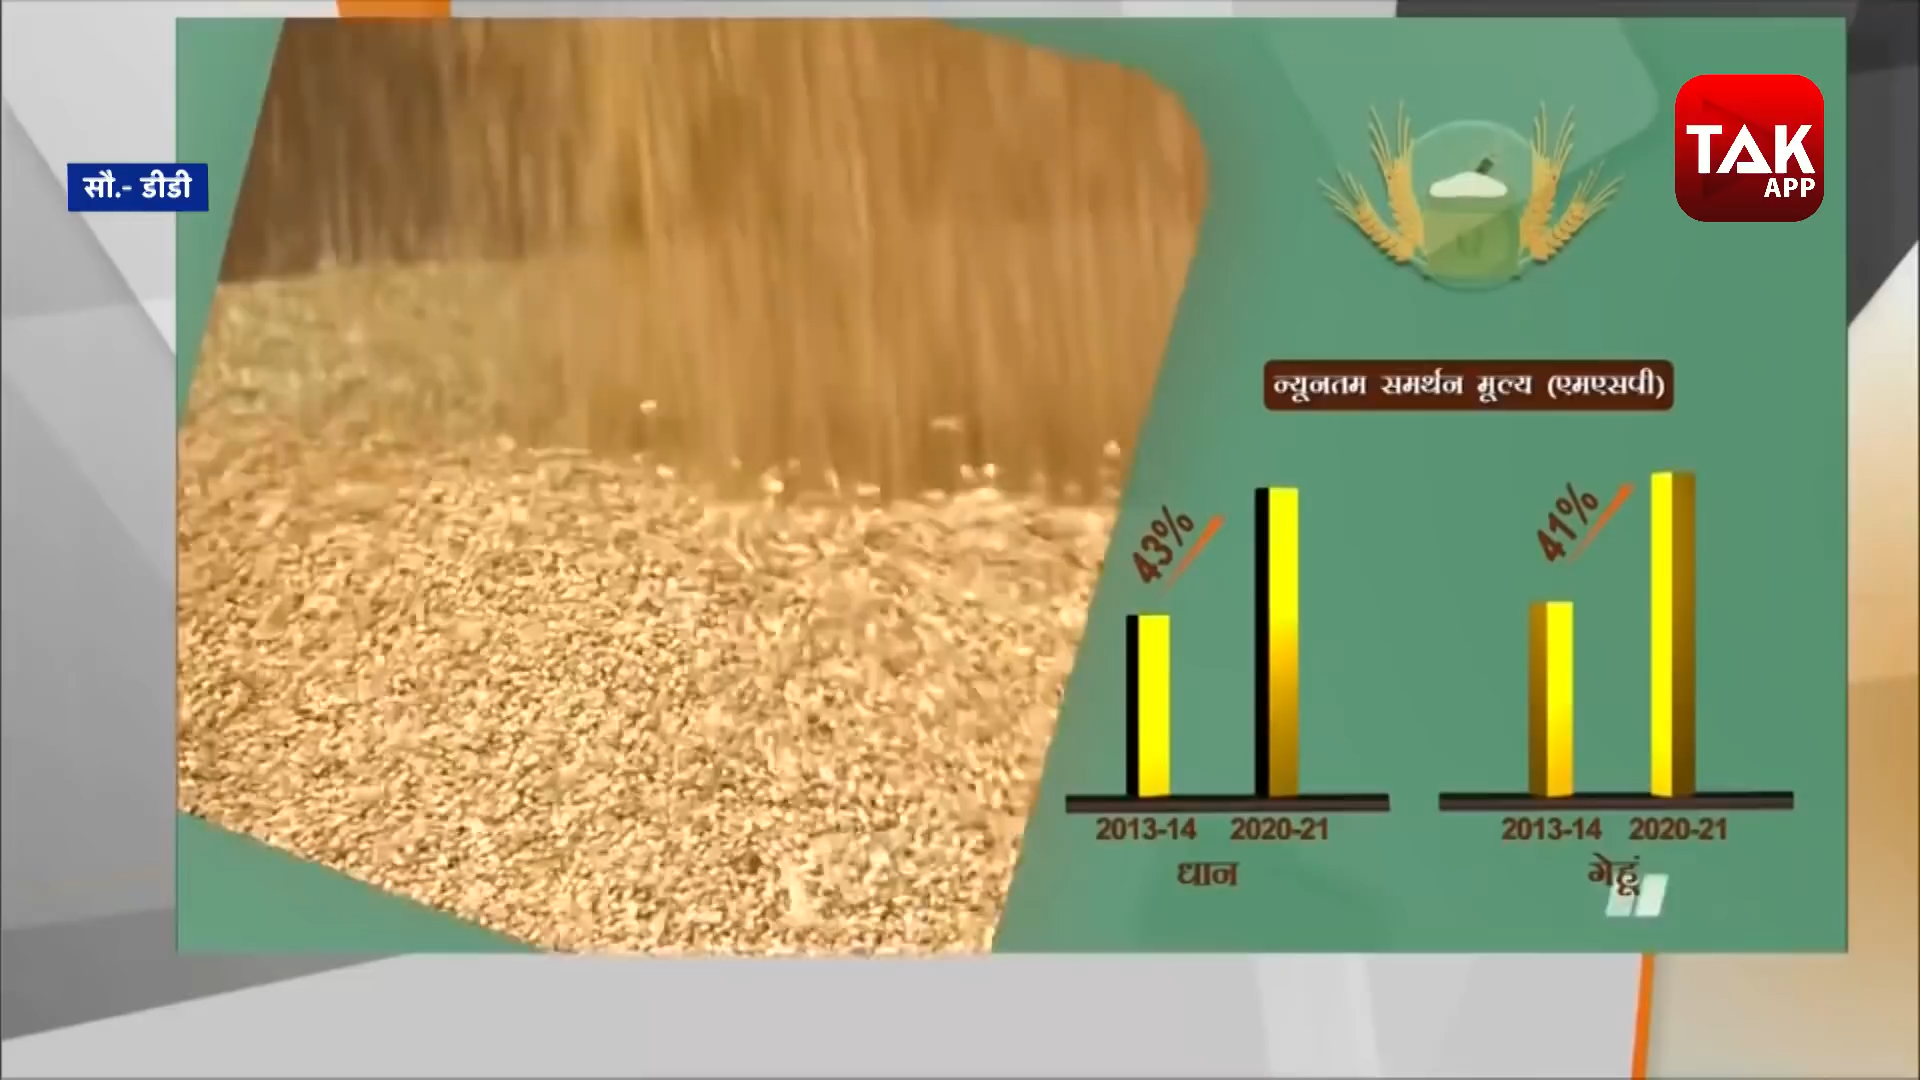 सौ.- डीडी
TAK
APP
न्यूनतम समर्थन मूल्य (एमएसपी)
43%
41%
2013-14 2020-21
2013-14 2020-21
धान
गेहूं